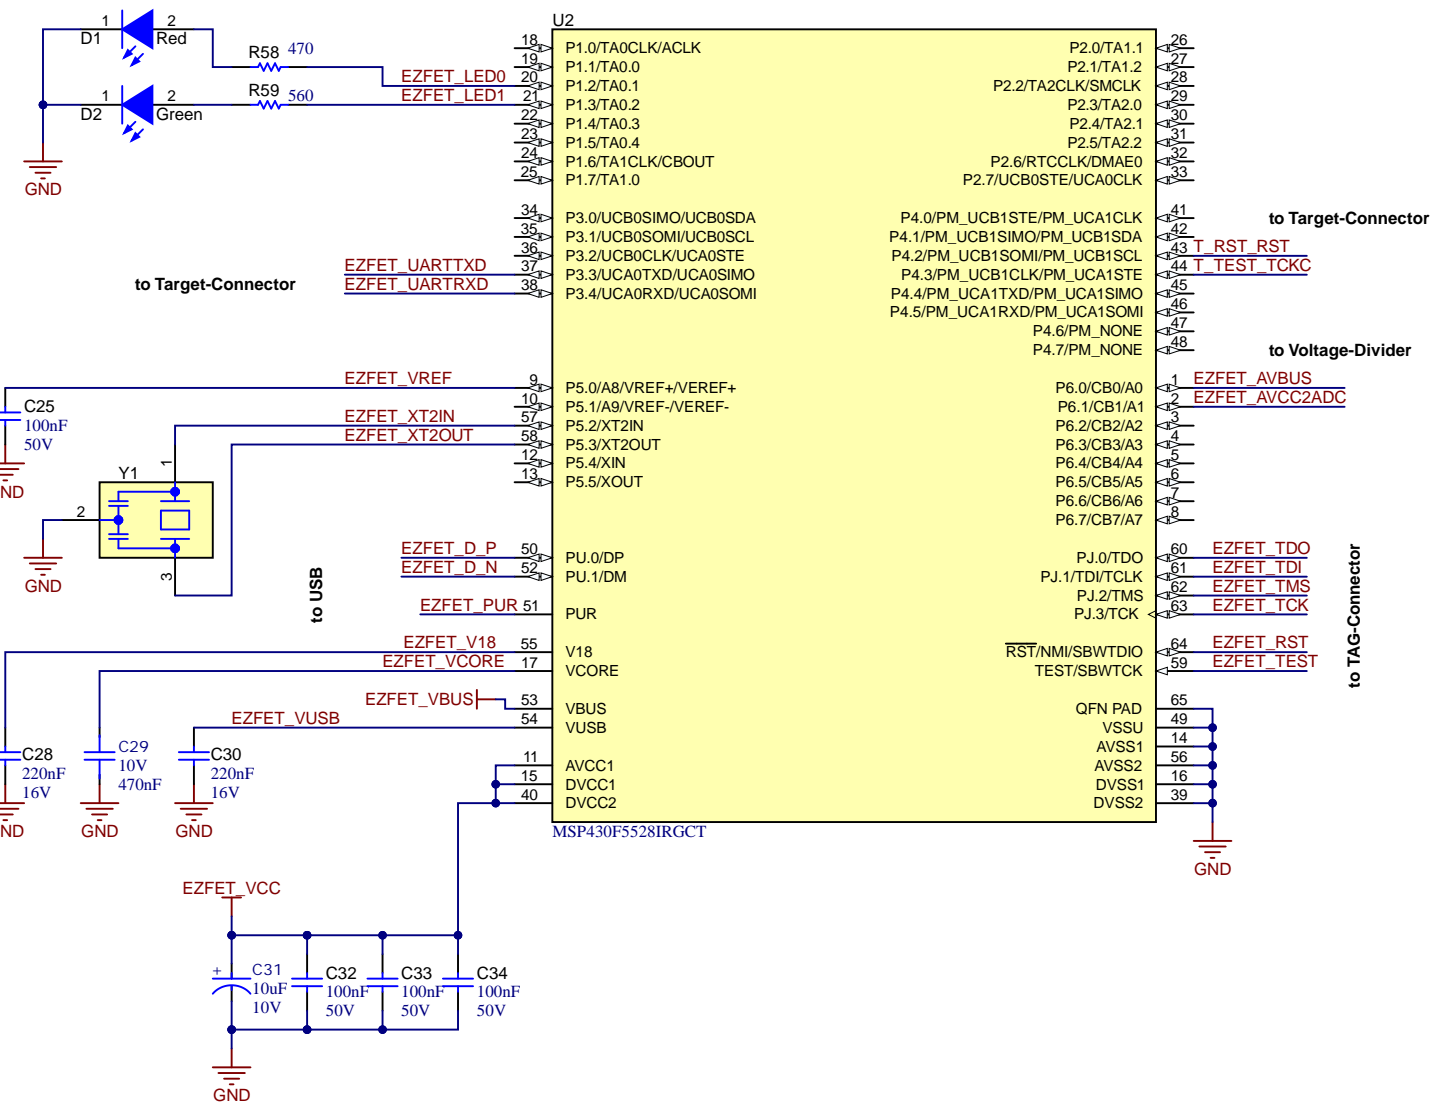 U2
1
2
D1
Red
R58
470
1
2
D2
Green
R59
560
GND
EZFET_LED0
EZFET_LED1
18 P1.0/TA0CLK/ACLK
19 P1.1/TA0.0
20 P1.2/TA0.1
21 P1.3/TA0.2
22 P1.4/TA0.3
23 P1.5/TA0.4
24 P1.6/TA1CLK/CBOUT
25 P1.7/TA1.0
P2.0/TA1.1 26
P2.1/TA1.2 27
P2.2/TA2CLK/SMCLK 28
P2.3/TA2.0 29
P2.4/TA2.1 30
P2.5/TA2.2 31
P2.6/RTCCLK/DMAE0 32
P2.7/UCB0STE/UCA0CLK 33
34 P3.0/UCB0SIMO/UCB0SDA
35 P3.1/UCB0SOMI/UCB0SCL
36 P3.2/UCB0CLK/UCA0STE
EZFET_UARTTXD 37 P3.3/UCA0TXD/UCA0SIMO
EZFET_UARTRXD 38 P3.4/UCA0RXD/UCA0SOMI
to Target-Connector
P4.0/PM_UCB1STE/PM_UCA1CLK 41
P4.1/PM_UCB1SIMO/PM_UCB1SDA 42
P4.2/PM_UCB1SOMI/PM_UCB1SCL 43 T_RST_RST
P4.3/PM_UCB1CLK/PM_UCA1STE 44 T_TEST_TCKC
P4.4/PM_UCA1TXD/PM_UCA1SIMO 45
P4.5/PM_UCA1RXD/PM_UCA1SOMI 46
P4.6/PM_NONE 47
P4.7/PM_NONE 48
to Target-Connector
to Voltage-Divider
EZFET_VREF 9 P5.0/A8/VREF+/VEREF+
10 P5.1/A9/VREF-/VEREF-
EZFET_XT2IN 57 P5.2/XT2IN
EZFET_XT2OUT 58 P5.3/XT2OUT
12 P5.4/XIN
13 P5.5/XOUT
C25
100nF
50V
ND
Y1
1
2
3
GND
P6.0/CB0/A0 1 EZFET_AVBUS
P6.1/CB1/A1 2 EZFET_AVCC2ADC
P6.2/CB2/A2 3
P6.3/CB3/A3 4
P6.4/CB4/A4 5
P6.5/CB5/A5 6
P6.6/CB6/A6 7
P6.7/CB7/A7 8
to USB
EZFET_D_P 50 PU.0/DP
EZFET_D_N 52 PU.1/DM
EZFET_PUR 51 PUR
EZFET_V18 55 V18
EZFET_VCORE 17 VCORE
EZFET_VBUS 53 VBUS
EZFET_VUSB 54 VUSB
11 AVCC1
15 DVCC1
40 DVCC2
PJ.0/TDO 60 EZFET_TDO
PJ.1/TDI/TCLK 61 EZFET_TDI
PJ.2/TMS 62 EZFET_TMS
PJ.3/TCK 63 EZFET_TCK
RST/NMI/SBWTDIO 64 EZFET_RST
TEST/SBWTCK 59 EZFET_TEST
to TAG-Connector
QFN PAD 65
VSSU 49
AVSS1 14
AVSS2 56
DVSS1 16
DVSS2 39
GND
MSP430F5528IRGCT
C28
220nF
16V
ND
C29
10V
470nF
GND
C30
220nF
16V
GND
EZFET_VCC
+
C31
10uF
10V
C32
100nF
50V
C33
100nF
50V
C34
100nF
50V
GND